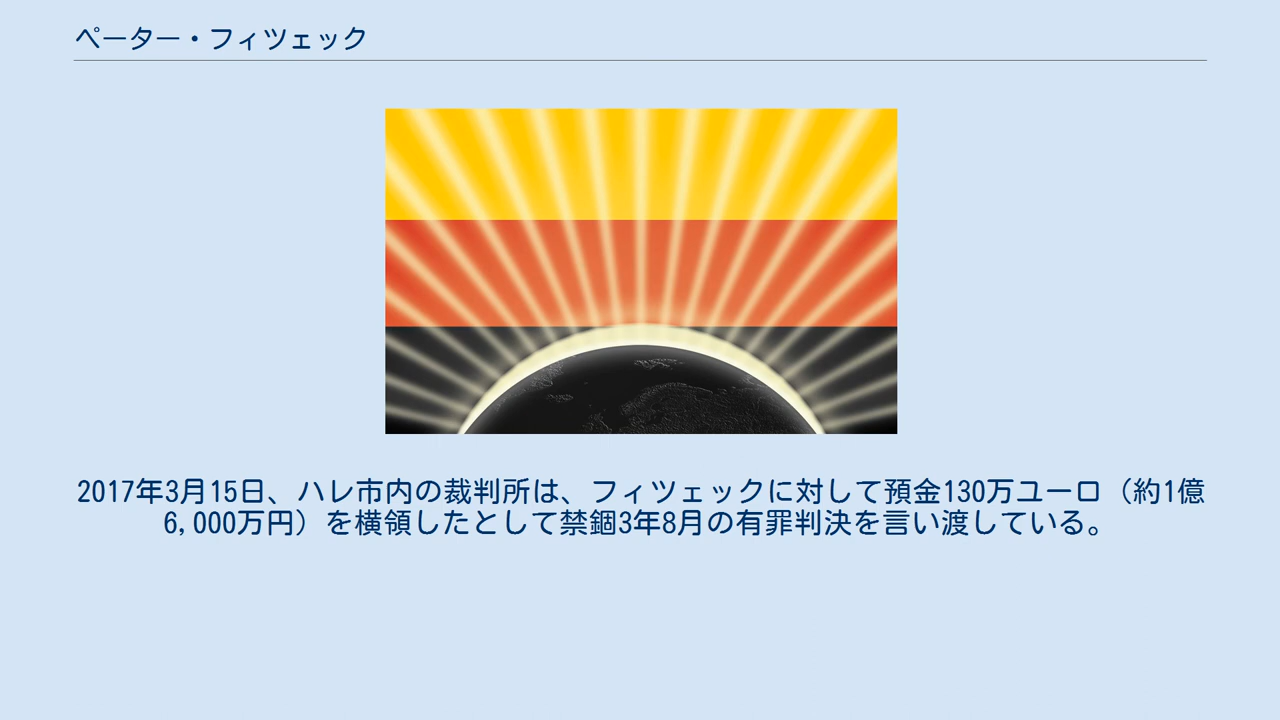 ペーター・フィツェック
2017年3月15日、ハレ市内の裁判所は、フィツェックに対して預金130万ユーロ（約1億
6,000万円）を横領したとして禁錮3年8月の有罪判決を言い渡している。